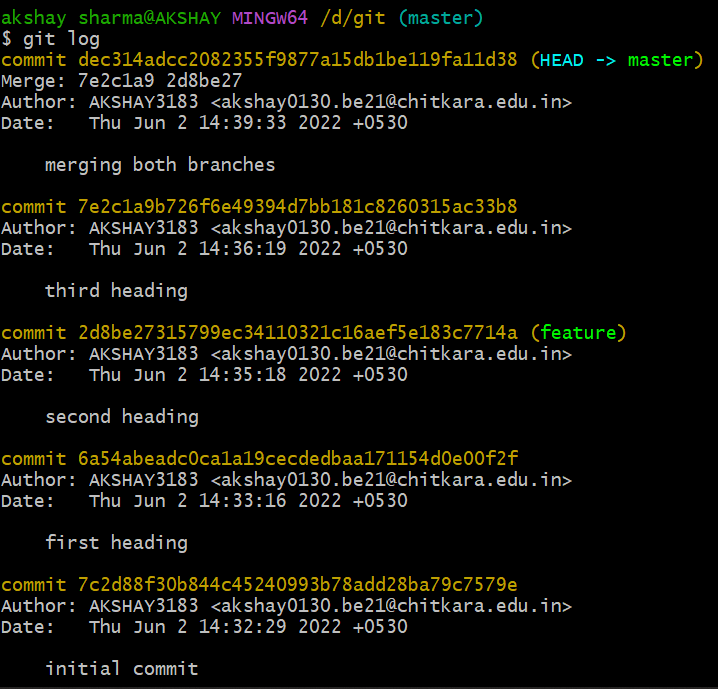 akshay sharma@AKSHAY MINGW64 /d/git (master)
$ git log
commit dec314adcc2082355f9877a15db1be119fa11d38 (HEAD -> master)
Merge: 7e2c1a9 2d8be27
Author: AKSHAY3183 <akshay0130.be21@chitkara.edu.in>
Date:   Thu Jun 2 14:39:33 2022 +0530
    merging both branches
commit 7e2c1a9b726f6e49394d7bb181c8260315ac33b8
Author: AKSHAY3183 <akshay0130.be21@chitkara.edu.in>
Date:   Thu Jun 2 14:36:19 2022 +0530
    third heading
commit 2d8be27315799ec34110321c16aef5e183c7714a (feature)
Author: AKSHAY3183 <akshay0130.be21@chitkara.edu.in>
Date:   Thu Jun 2 14:35:18 2022 +0530
    second heading
commit 6a54abeadc0ca1a19cecdedbaa171154d0e00f2f
Author: AKSHAY3183 <akshay0130.be21@chitkara.edu.in>
Date:   Thu Jun 2 14:33:16 2022 +0530
    first heading
commit 7c2d88f30b844c45240993b78add28ba79c7579e
Author: AKSHAY3183 <akshay0130.be21@chitkara.edu.in>
Date:   Thu Jun 2 14:32:29 2022 +0530
    initial commit